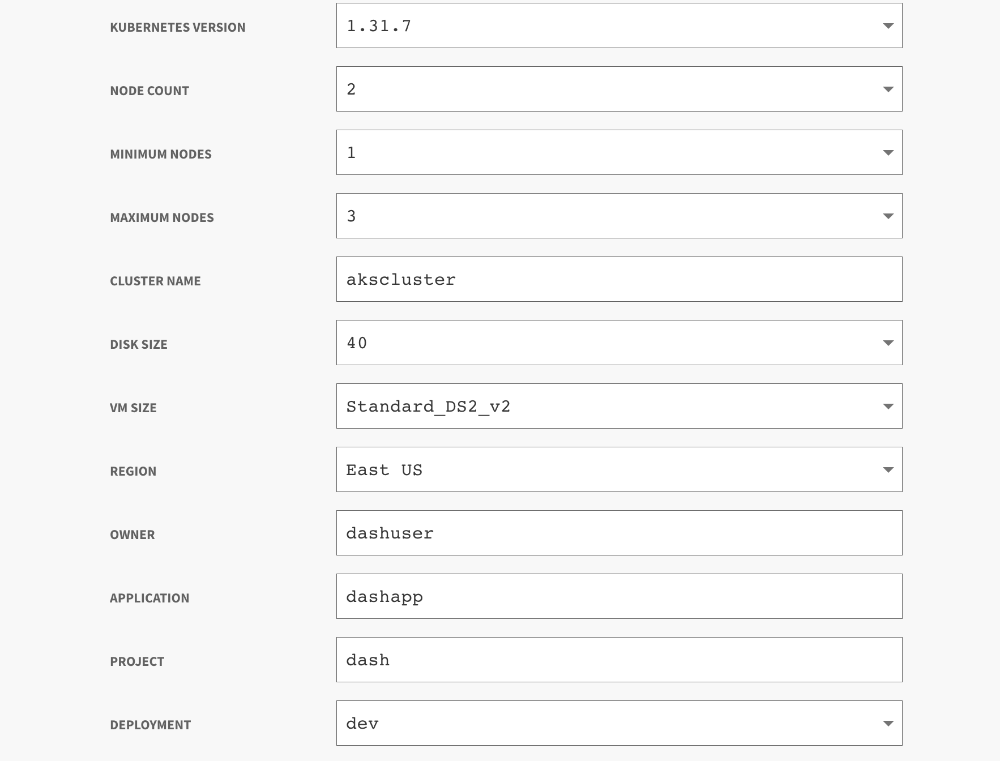 KUBERNETES VERSION 1.31.7
NODE COUNT 2
MINIMUM NODES 1
MAXIMUM NODES 3
CLUSTER NAME akscluster
DISK SIZE 40
VM SIZE Standard_DS2_v2
REGION East US
OWNER dashuser
APPLICATION dashapp
PROJECT dash
DEPLOYMENT dev